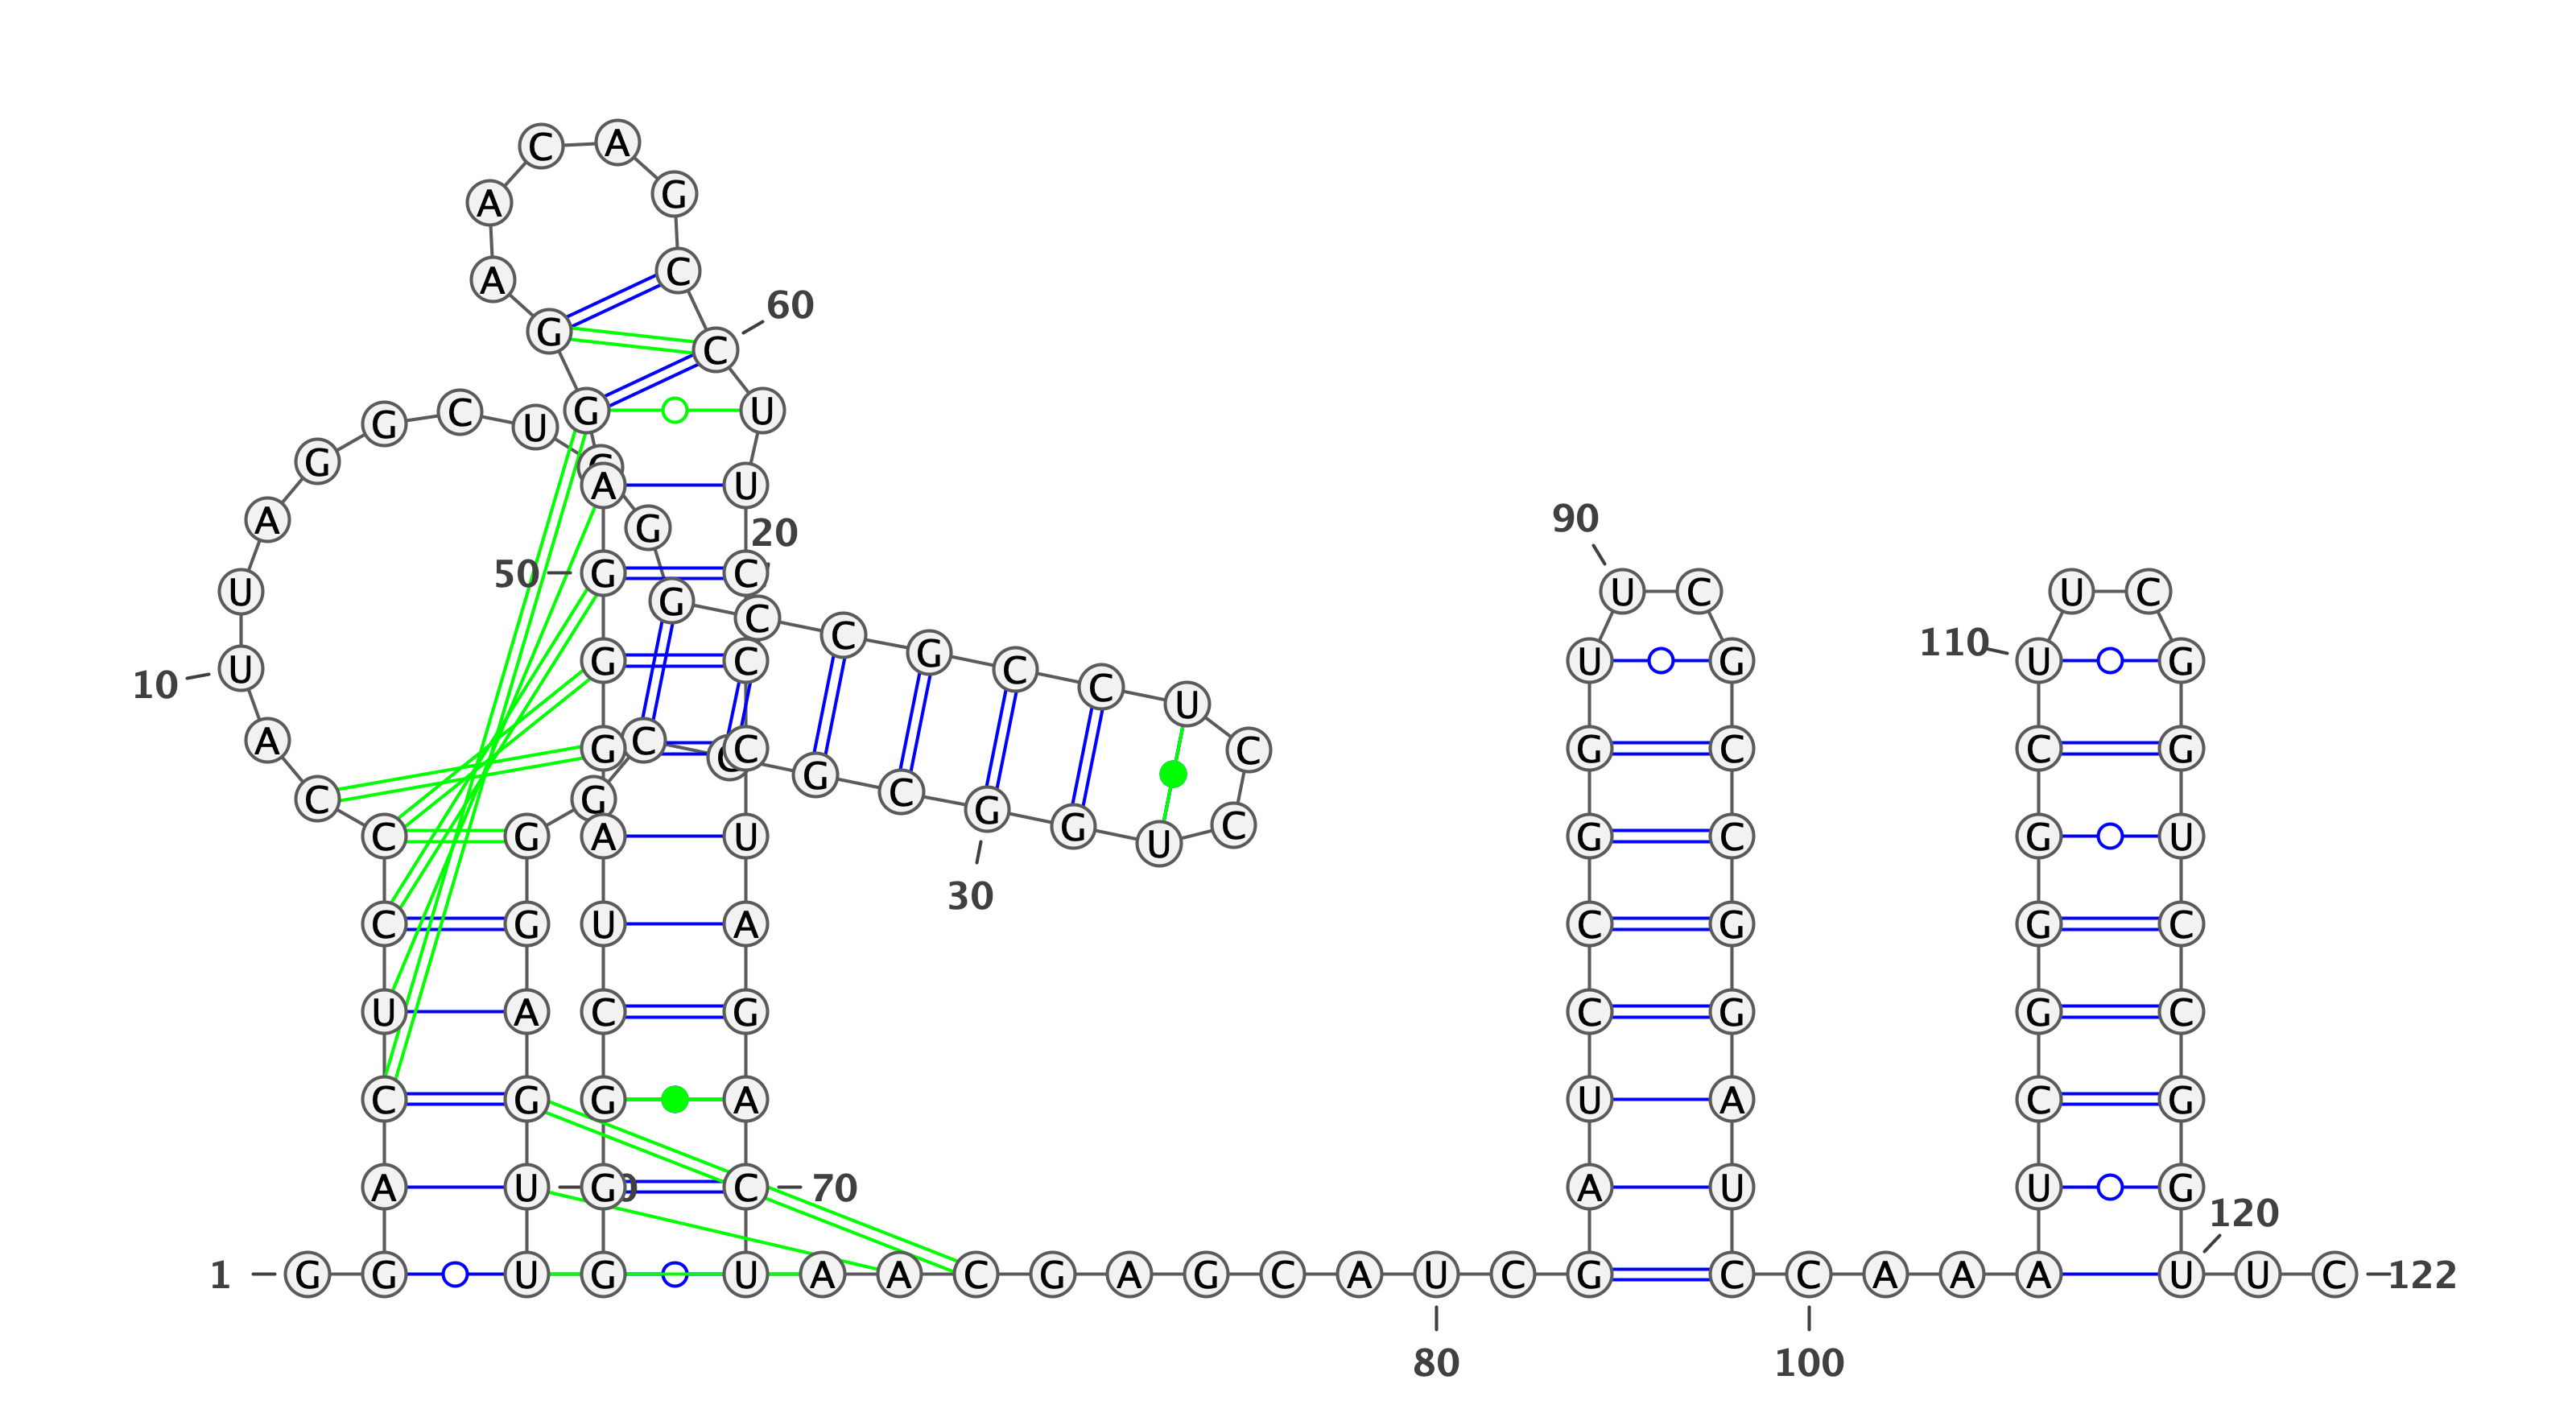 C A
G
A
A C
60
G C
G C U G U
C
A U
90
A G 20
50 G C
U U C U C
G C
C
G
C
U G C 110 U G
10 U
C
U
A C G C G C C G
G
C G C
C G A U G G U C G C G U
30
C G U A C G G C
U A C G C G G C
C G G A U A C G
A U G C 70 A U U G
120
1 G G U G U A A C G A G C A U C G C C A A A U U C 122
80 100